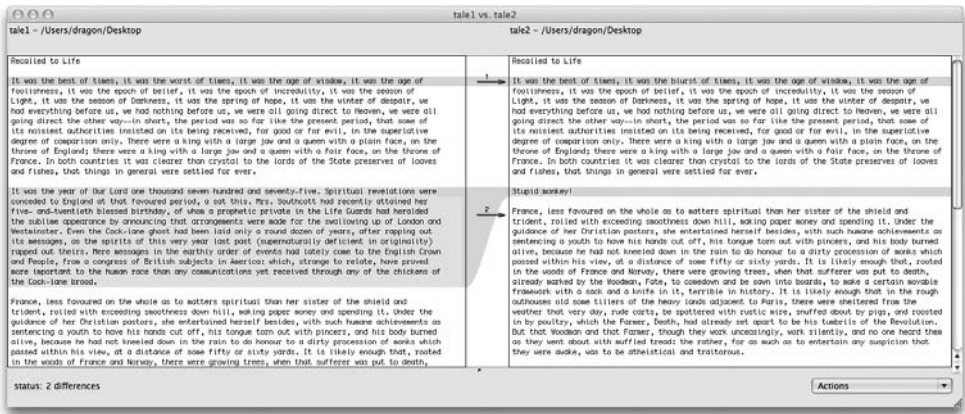 tale1 vs. tale2
tale1 – /Users/dragon/Desktop
Recalled to Life
It was the best of times, it was the worst of times, it was the age of wisdom, it was the age of
foolishness, it was the epoch of belief, it was the epoch of incredulity, it was the season of
Light, it was the season of Darkness, it was the spring of hope, it was the winter of despair, we
had everything before us, we had nothing before us, we were all going direct to Heaven, we were all
going direct the other way--in short, the period was so far like the present period, that some of
its noisiest authorities insisted on its being received, for good or for evil, in the superlative
degree of comparison only. There were a king with a large jaw and a queen with a plain face, on the
throne of England; there were a king with a large jaw and a queen with a fair face, on the throne of
France. In both countries it was clearer than crystal to the lords of the State preserves of loaves
and fishes, that things in general were settled for ever.
It was the year of Our Lord one thousand seven hundred and seventy-five. Spiritual revelations were
conceded to England at that favoured period, a sat this. Mrs. Southcott had recently attained her
five- and-twentieth blessed birthday, of whom a prophetic private in the Life Guards had heralded
the sublime appearance by announcing that arrangements were made for the swallowing up of London and
Westminster. Even the Cock-lane ghost had been laid only a round dozen of years, after rapping out
its messages, as the spirits of this very year last past (supernaturally deficient in originality)
rapped out theirs. Mere messages in the earthly order of events had lately come to the English Crown
and People, from a congress of British subjects in America: which, strange to relate, have proved
more important to the human race than any communications yet received through any of the chickens of
the Cock-lane brood.
France, less favoured on the whole as to matters spiritual than her sister of the shield and
trident, rolled with exceeding smoothness down hill, making paper money and spending it. Under the
guidance of her Christian pastors, she entertained herself besides, with such humane achievements as
sentencing a youth to have his hands cut off, his tongue torn out with pincers, and his body burned
alive, because he had not kneeled down in the rain to do honour to a dirty procession of monks which
passed within his view, at a distance of some fifty or sixty yards. It is likely enough that, rooted
in the woods of France and Norway, there were growing trees, when that sufferer was put to death,
1
2
tale2 – /Users/dragon/Desktop
Recalled to Life
It was the best of times, it was the blurst of times, it was the age of wisdom, it was the age of
foolishness, it was the epoch of belief, it was the epoch of incredulity, it was the season of
Light, it was the season of Darkness, it was the spring of hope, it was the winter of despair, we
had everything before us, we had nothing before us, we were all going direct to Heaven, we were all
going direct the other way--in short, the period was so far like the present period, that some of
its noisiest authorities insisted on its being received, for good or for evil, in the superlative
degree of comparison only. There were a king with a large jaw and a queen with a plain face, on the
throne of England; there were a king with a large jaw and a queen with a fair face, on the throne of
France. In both countries it was clearer than crystal to the lords of the State preserves of loaves
and fishes, that things in general were settled for ever.
Stupid monkey!
France, less favoured on the whole as to matters spiritual than her sister of the shield and
trident, rolled with exceeding smoothness down hill, making paper money and spending it. Under the
guidance of her Christian pastors, she entertained herself besides, with such humane achievements as
sentencing a youth to have his hands cut off, his tongue torn out with pincers, and his body burned
alive, because he had not kneeled down in the rain to do honour to a dirty procession of monks which
passed within his view, at a distance of some fifty or sixty yards. It is likely enough that, rooted
in the woods of France and Norway, there were growing trees, when that sufferer was put to death,
already marked by the Woodman, Fate, to comedown and be sawn into boards, to make a certain movable
framework with a sack and a knife in it, terrible in history. It is likely enough that in the rough
outhouses old some tillers of the heavy lands adjacent to Paris, there were sheltered from the
weather that very day, rude carts, be spattered with rustic mire, snuffed about by pigs, and roosted
in by poultry, which the Farmer, Death, had already set apart to be his tumbrils of the Revolution.
But that Woodman and that Farmer, though they work unceasingly, work silently, and no one heard them
as they went about with muffled tread: the rather, for as much as to entertain any suspicion that
they were awake, was to be atheistical and traitorous.
status: 2 differences
Actions